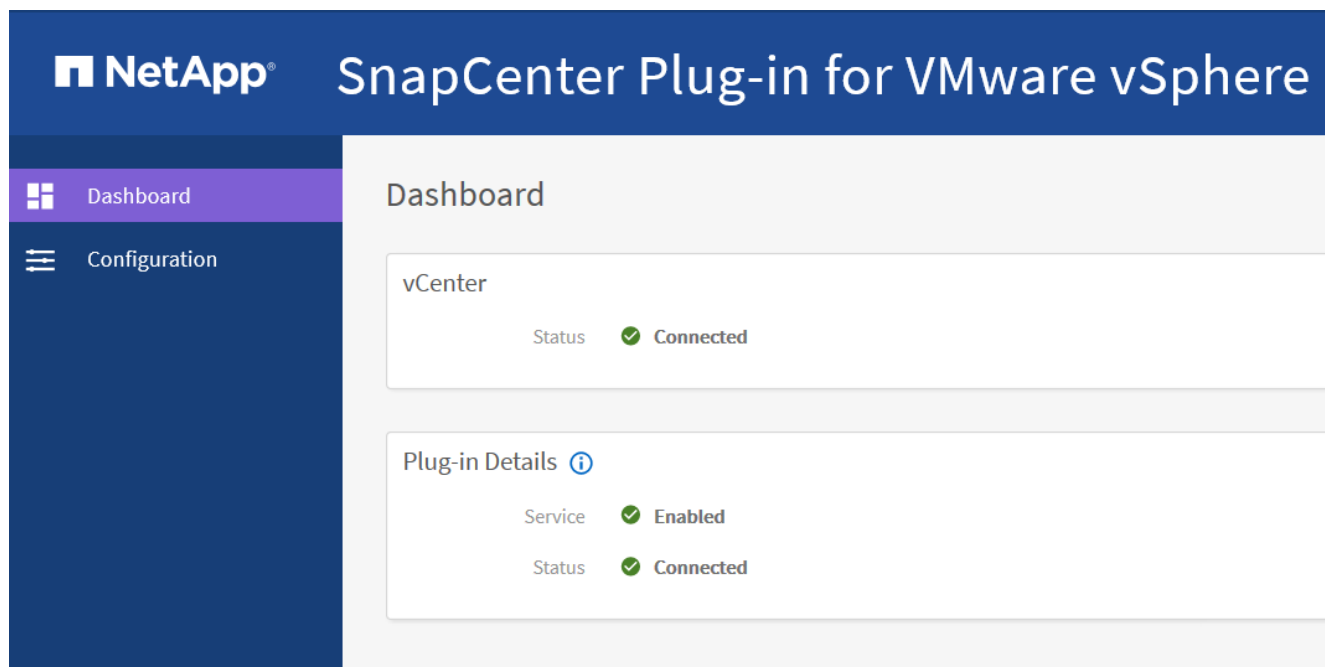 NetApp® SnapCenter Plug-in for VMware vSphere
Dashboard
Configuration
Dashboard
vCenter
Status Connected
Plug-in Details
Service Enabled
Status Connected